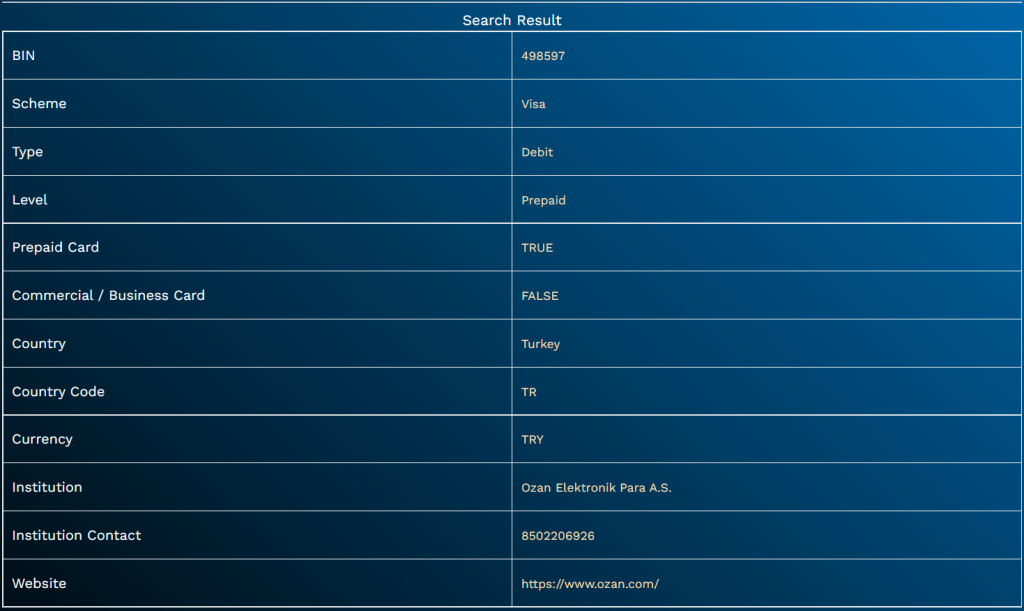 Search Result
BIN 498597
Scheme Visa
Type Debit
Level Prepaid
Prepaid Card TRUE
Commercial / Business Card FALSE
Country Turkey
Country Code TR
Currency TRY
Institution Ozan Elektronik Para A.S.
Institution Contact 8502206926
Website https://www.ozan.com/